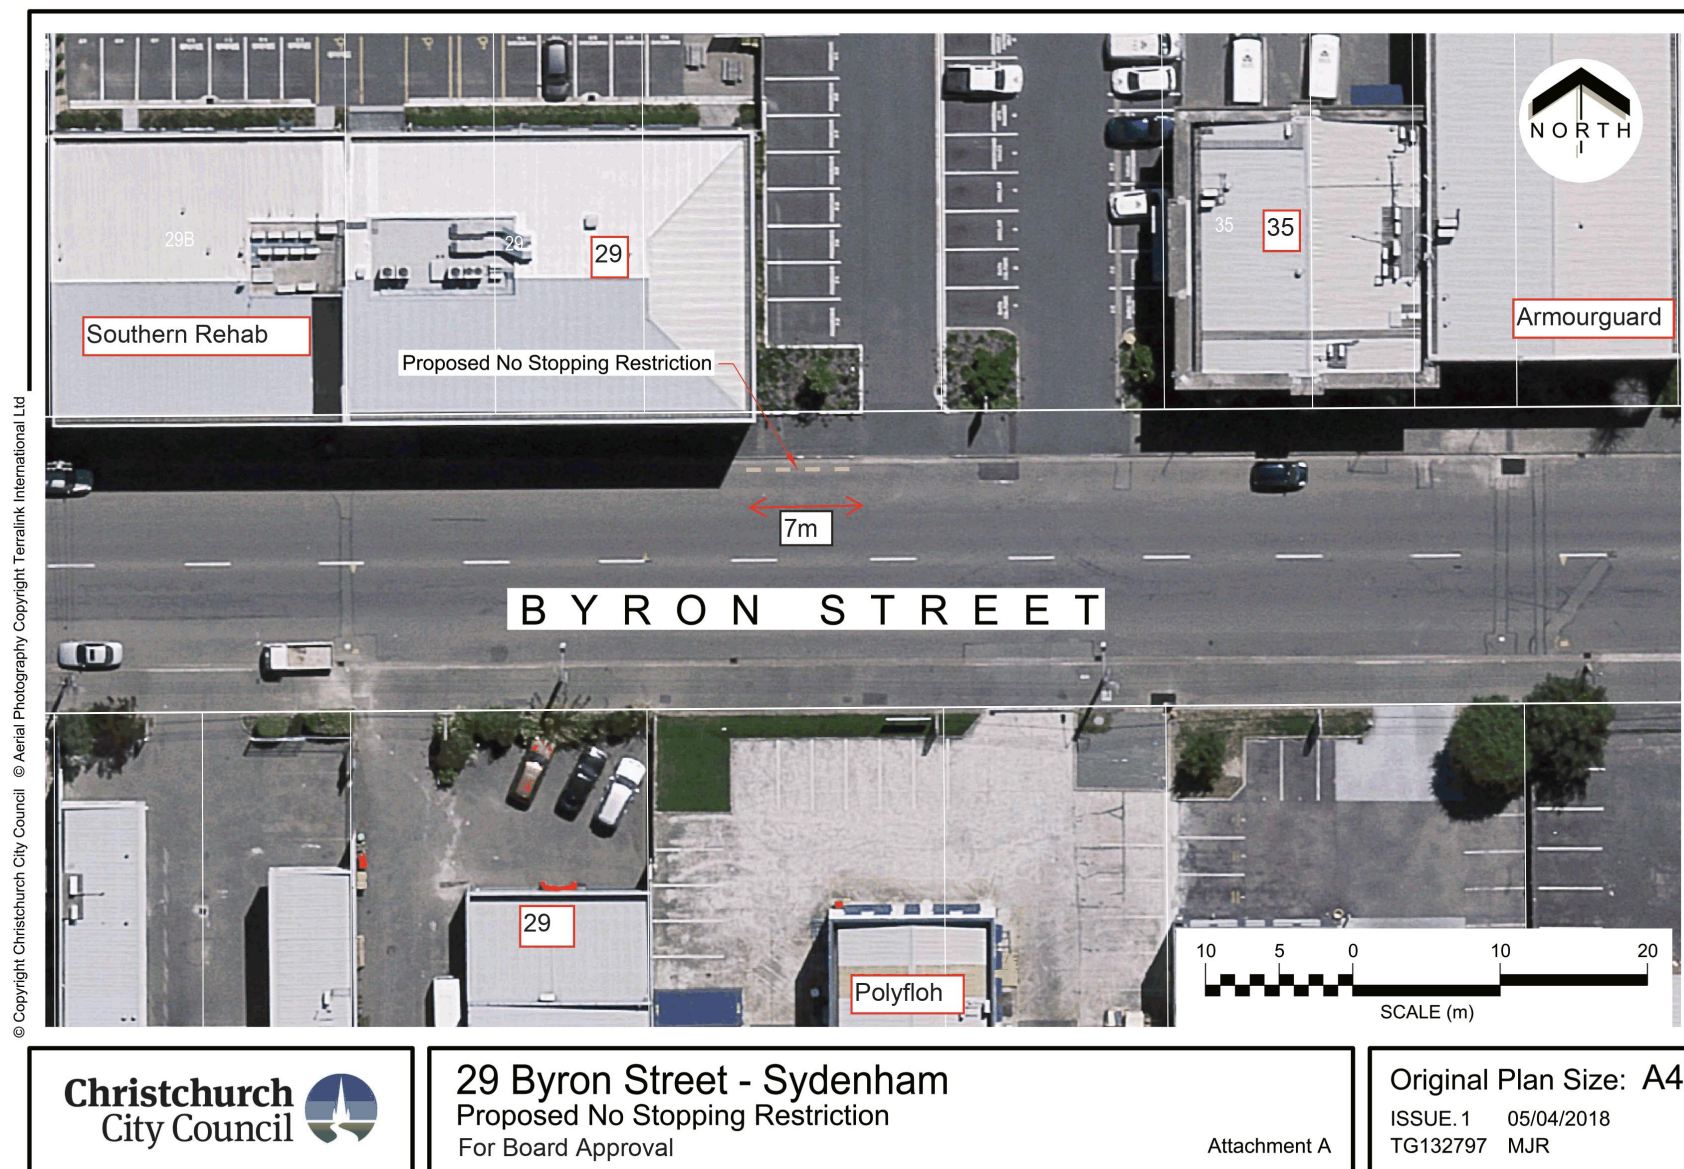 NORTH
29B
29
29
35
35
Southern Rehab
Armourguard
Proposed No Stopping Restriction
7m
BYRON STREET
29
Polyfloh
10 5 0 10 20
SCALE (m)
© Copyright Christchurch City Council © Aerial Photography Copyright Terralink International Ltd
Christchurch
City Council
29 Byron Street - Sydenham
Proposed No Stopping Restriction
For Board Approval
Attachment A
Original Plan Size: A4
ISSUE.1 05/04/2018
TG132797 MJR